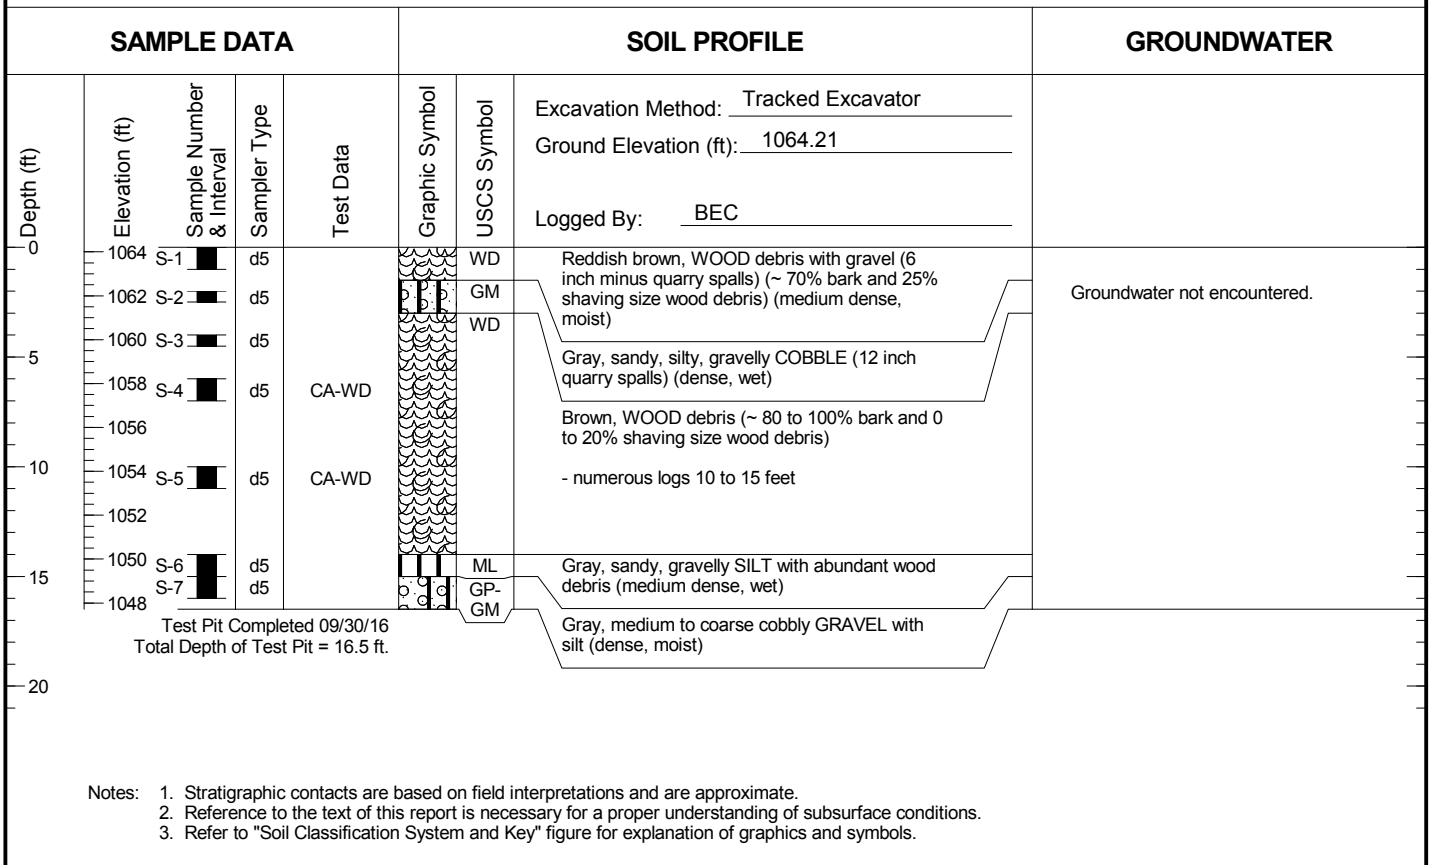 SAMPLE DATA
SOIL PROFILE
GROUNDWATER
Depth (ft)
Elevation (ft)
Sample Number
& Interval
Sampler Type
Test Data
Graphic Symbol
USCS Symbol
Excavation Method: Tracked Excavator
Ground Elevation (ft): 1064.21
Logged By: BEC
0
1064 S-1 d5 WD
Reddish brown, WOOD debris with gravel (6
inch minus quarry spalls) (~ 70% bark and 25%
shaving size wood debris) (medium dense,
moist)
1062 S-2 d5 GM
Groundwater not encountered.
WD
1060 S-3 d5
5
Gray, sandy, silty, gravelly COBBLE (12 inch
quarry spalls) (dense, wet)
1058 S-4 d5 CA-WD
1056
Brown, WOOD debris (~ 80 to 100% bark and 0
to 20% shaving size wood debris)
10
1054 S-5 d5 CA-WD
- numerous logs 10 to 15 feet
1052
1050 S-6 d5 ML
Gray, sandy, gravelly SILT with abundant wood
debris (medium dense, wet)
15
S-7 d5 GP-
GM
1048
Test Pit Completed 09/30/16
Total Depth of Test Pit = 16.5 ft.
Gray, medium to coarse cobbly GRAVEL with
silt (dense, moist)
20
Notes: 1. Stratigraphic contacts are based on field interpretations and are approximate.
2. Reference to the text of this report is necessary for a proper understanding of subsurface conditions.
3. Refer to "Soil Classification System and Key" figure for explanation of graphics and symbols.